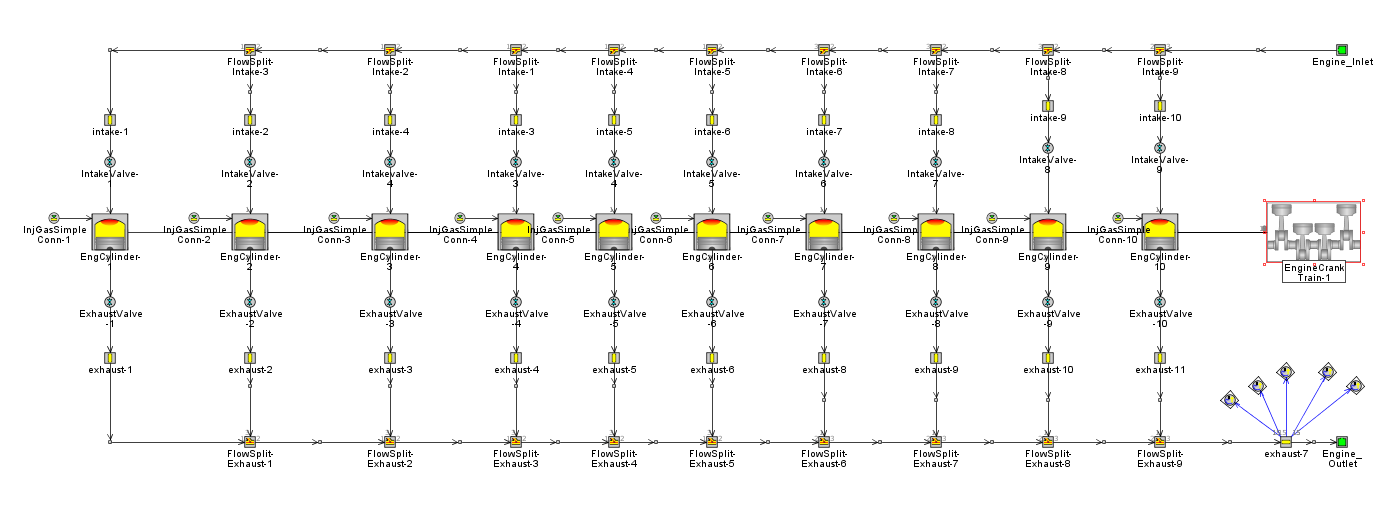 FlowSplit-
Intake-3
FlowSplit-
Intake-2
FlowSplit-
Intake-1
FlowSplit-
Intake-4
FlowSplit-
Intake-5
FlowSplit-
Intake-6
FlowSplit-
Intake-7
FlowSplit-
Intake-8
FlowSplit-
Intake-9
Engine_Inlet
intake-1
intake-2
intake-4
intake-3
intake-5
intake-6
intake-7
intake-8
intake-9
intake-10
IntakeValve-
1
IntakeValve-
2
Intakevalve-
4
IntakeValve-
3
IntakeValve-
4
IntakeValve-
5
IntakeValve-
6
IntakeValve-
7
IntakeValve-
8
IntakeValve-
9
InjGasSimple
Conn-1
InjGasSimple
Conn-2
InjGasSimple
Conn-3
InjGasSimple
Conn-4
InjGasSimple
Conn-5
InjGasSimple
Conn-6
InjGasSimple
Conn-7
InjGasSimple
Conn-8
InjGasSimple
Conn-9
InjGasSimple
Conn-10
EngCylinder-
1
EngCylinder-
2
EngCylinder-
3
EngCylinder-
4
EngCylinder-
5
EngCylinder-
6
EngCylinder-
7
EngCylinder-
8
EngCylinder-
9
EngCylinder-
10
EngineCrank
Train-1
ExhaustValve
-1
ExhaustValve
-2
ExhaustValve
-3
ExhaustValve
-4
ExhaustValve
-5
ExhaustValve
-6
ExhaustValve
-7
ExhaustValve
-8
ExhaustValve
-9
ExhaustValve
-10
exhaust-1
exhaust-2
exhaust-3
exhaust-4
exhaust-5
exhaust-6
exhaust-8
exhaust-9
exhaust-10
exhaust-11
FlowSplit-
Exhaust-1
FlowSplit-
Exhaust-2
FlowSplit-
Exhaust-3
FlowSplit-
Exhaust-4
FlowSplit-
Exhaust-5
FlowSplit-
Exhaust-6
FlowSplit-
Exhaust-7
FlowSplit-
Exhaust-8
FlowSplit-
Exhaust-9
exhaust-7
Engine_
Outlet